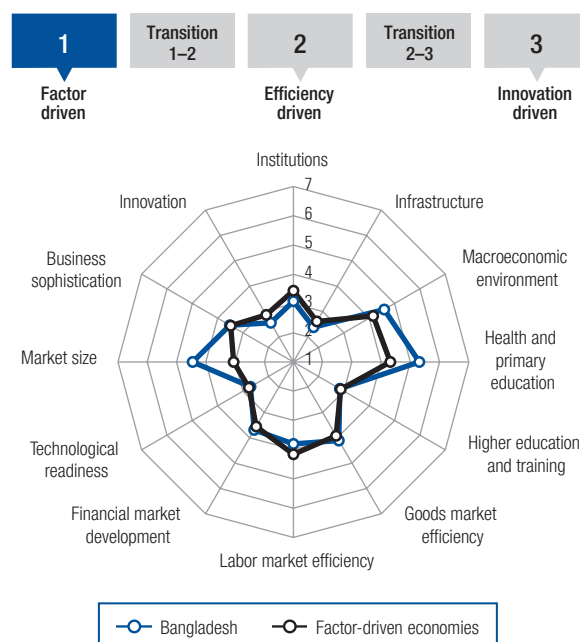 1
Transition
1–2
2
Transition
2–3
3
Factor
driven
Efficiency
driven
Innovation
driven
Institutions
Infrastructure
Macroeconomic
environment
Health and
primary
education
Higher education
and training
Goods market
efficiency
Labor market efficiency
Financial market
development
Technological
readiness
Market size
Business
sophistication
Innovation
7
6
5
4
3
2
1
Bangladesh
Factor-driven economies